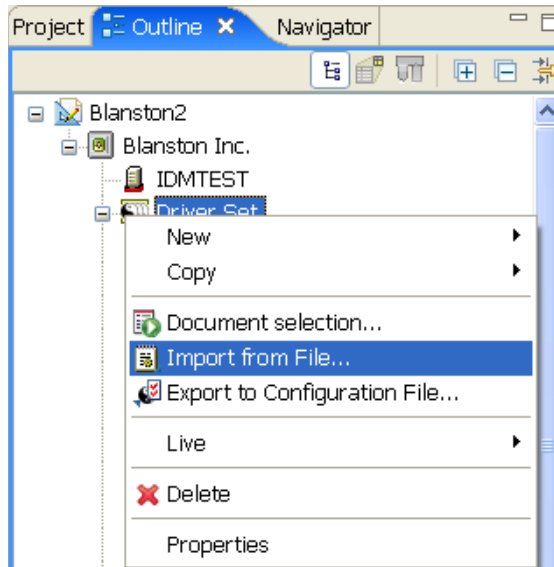 Project Outline Navigator
Blanston2
Blanston Inc.
IDMTEST
Driver Set
New
Copy
Document selection...
Import from File...
Export to Configuration File...
Live
Delete
Properties